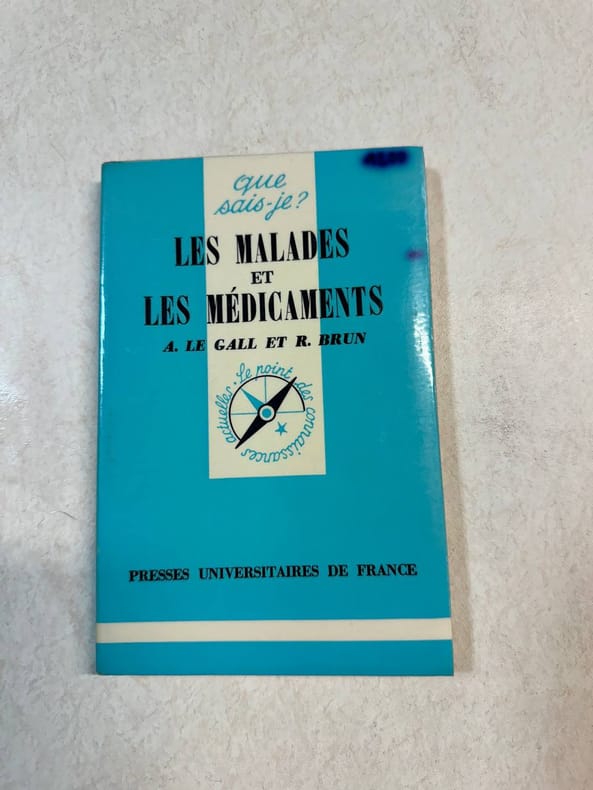 que
sais-je?
LES MALADES
ET
LES MÉDICAMENTS
A. LE GALL ET R. BRUN
Le point des connaissances actuelles •
PRESSES UNIVERSITAIRES DE FRANCE